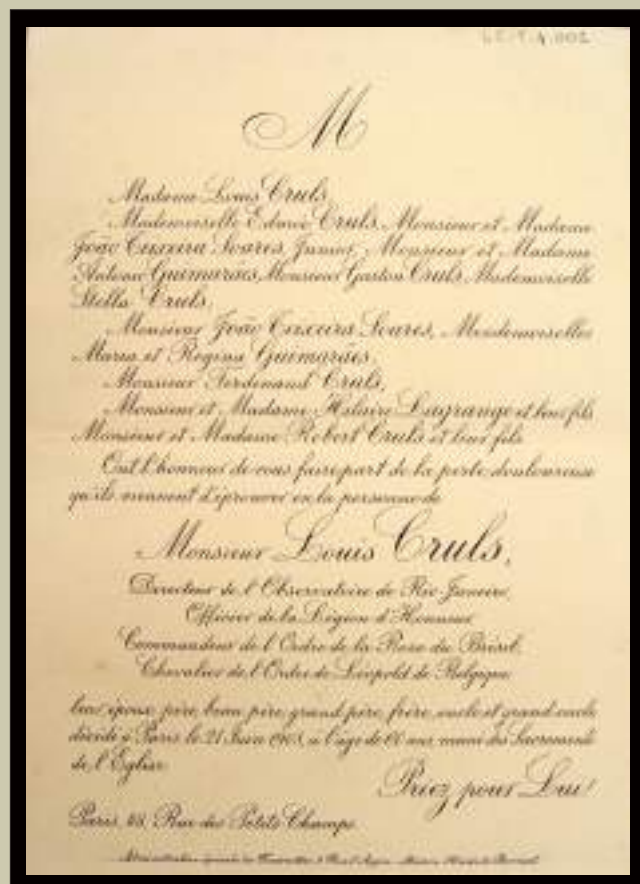 M
Madame Louis Cruls,
Mademoiselle Cruls, Monsieur et Madame
João Teixeira Soares Junior, Monsieur et Madame
Antonio Guimarães, Monsieur Gaston Cruls, Mademoiselle
Stella Cruls,
Monsieur João Teixeira Soares, Mesdemoiselles
Maria et Regina Guimarães,
Monsieur Ferdinand Cruls,
Monsieur et Madame Hilaire Lagrange et leur fils
Monsieur et Madame Robert Cruls et leur fils
Ont l'honneur de vous faire part de la perte douloureuse
qu'ils viennent d'éprouver en la personne de
Monsieur Louis Cruls,
Directeur de l'Observatoire de Rio-Janeiro,
Officier de la Légion d'Honneur
Commandeur de l'Ordre de la Rose du Brésil,
Chevalier de l'Ordre de Léopold de Belgique
leur époux, père, beau père, grand père, frère, oncle et grand oncle
décédé à Paris le 21 Juin 1908, à l'âge de 60 ans, muni des Sacrements
de l'Eglise
Priez pour Lui!
Paris, Rue des Petits Champs